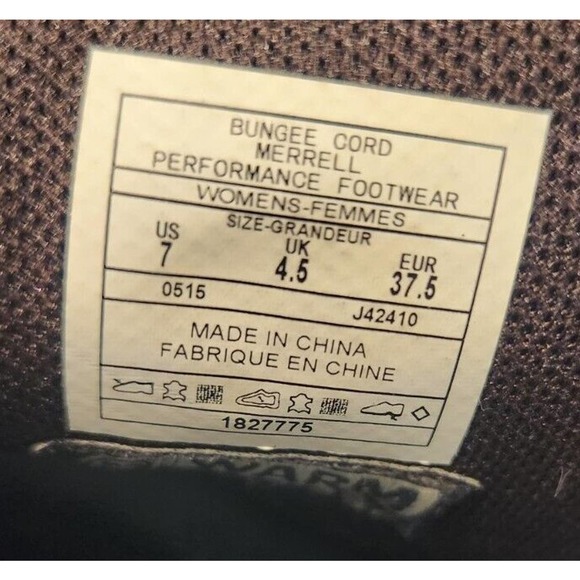 BUNGEE CORD
MERRELL
PERFORMANCE FOOTWEAR
WOMENS-FEMMES
SIZE-GRANDEUR
US UK EUR
7 4.5 37.5
0515 J42410
MADE IN CHINA
FABRIQUE EN CHINE
1827775
WARM